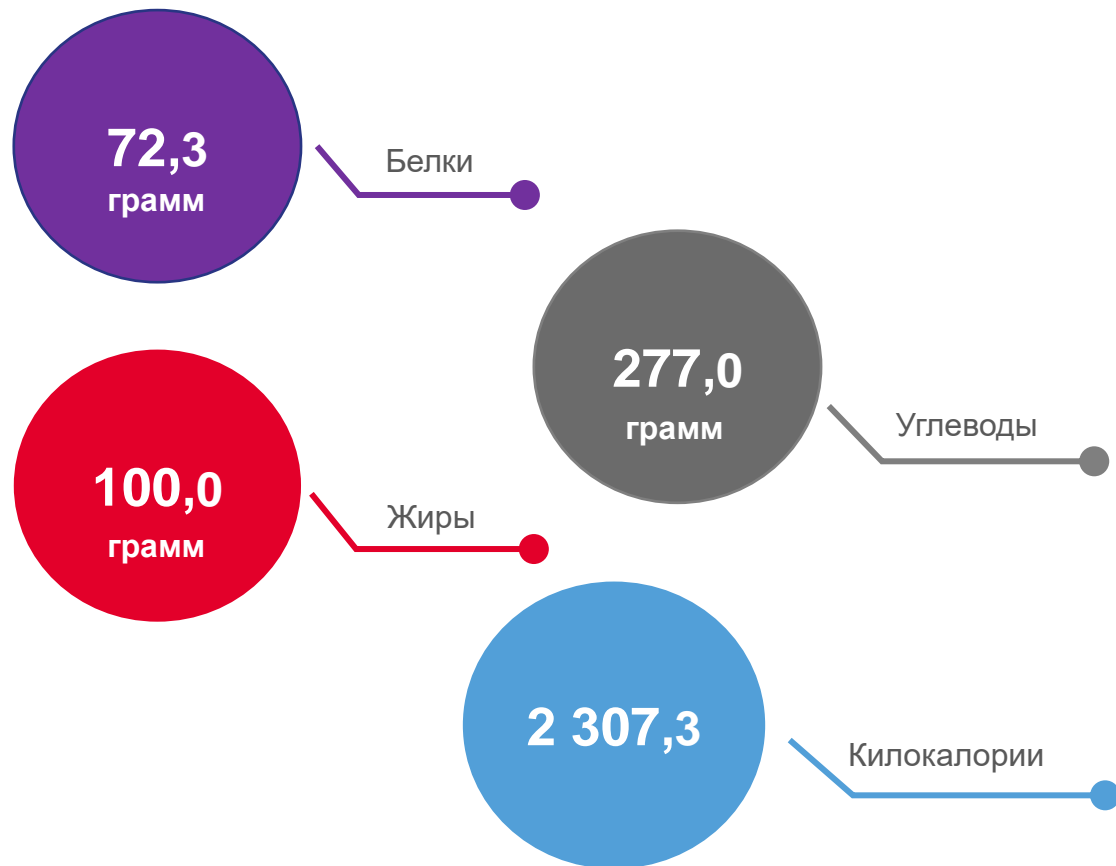 72,3
грамм
Белки
277,0
грамм
Углеводы
100,0
грамм
Жиры
2 307,3
Килокалории